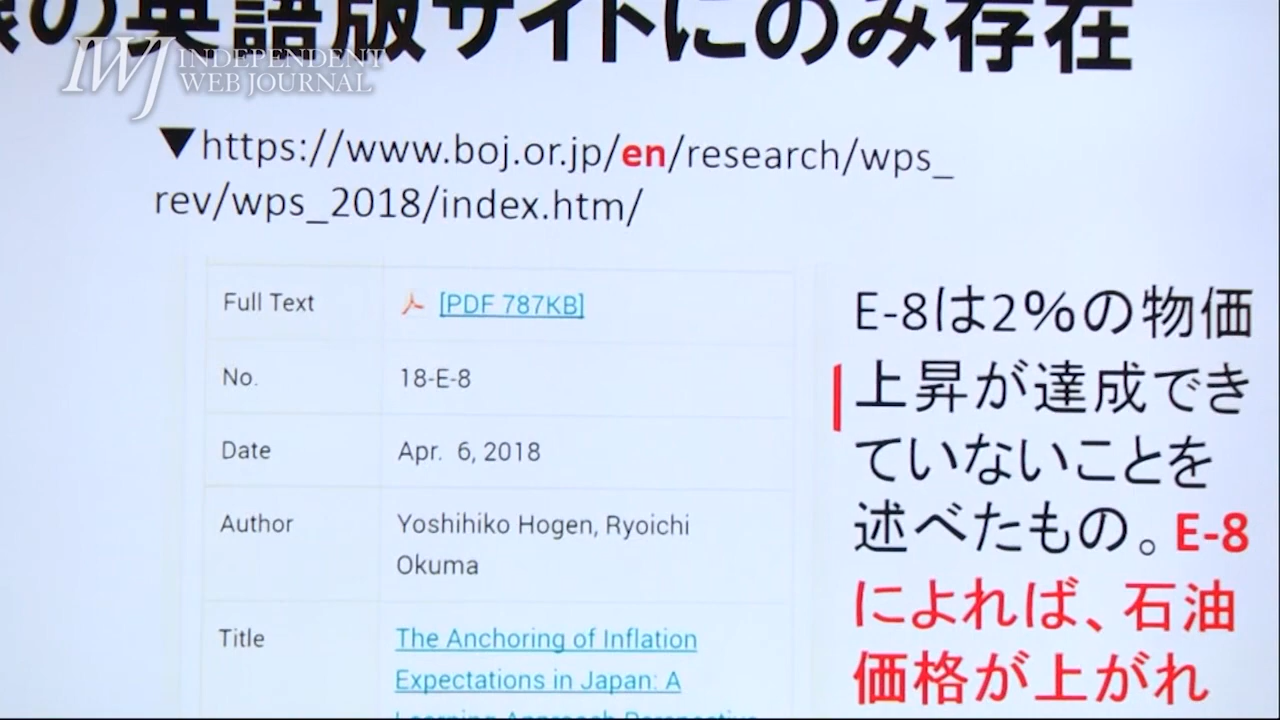 の英語版サイトにのみ存在
IWJ INDEPENDENT
WEB JOURNAL
▼https://www.boj.or.jp/en/research/wps_
rev/wps_2018/index.htm/
Full Text [PDF 787KB]
No. 18-E-8
Date Apr. 6, 2018
Author Yoshihiko Hogen, Ryoichi
Okuma
Title The Anchoring of Inflation
Expectations in Japan: A
Learning Approach Perspective
E-8は2%の物価
上昇が達成でき
ていないことを
述べたもの。E-8
によれば、石油
価格が上がれ